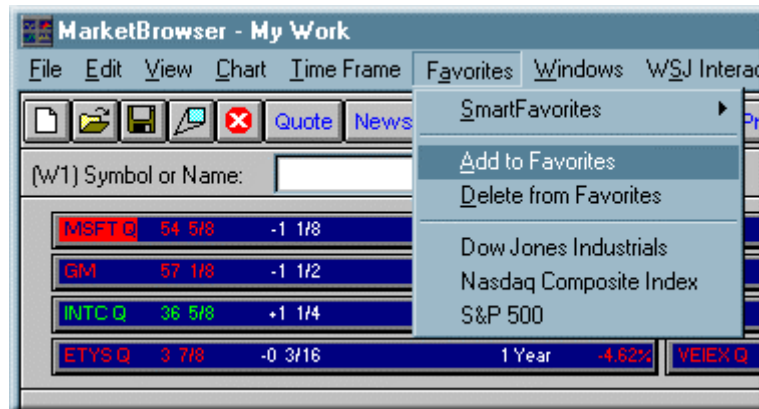 MarketBrowser - My Work
File Edit View Chart Time Frame Favorites Windows WSJ Interac
Quote News Pr
SmartFavorites
Add to Favorites
Delete from Favorites
Dow Jones Industrials
Nasdaq Composite Index
S&P 500
(W1) Symbol or Name:
MSFT Q 54 5/8 -1 1/8
GM 57 1/8 -1 1/2
INTC Q 36 5/8 +1 1/4
ETYS Q 3 7/8 -0 3/16 1 Year -4.62% VEIEX Q